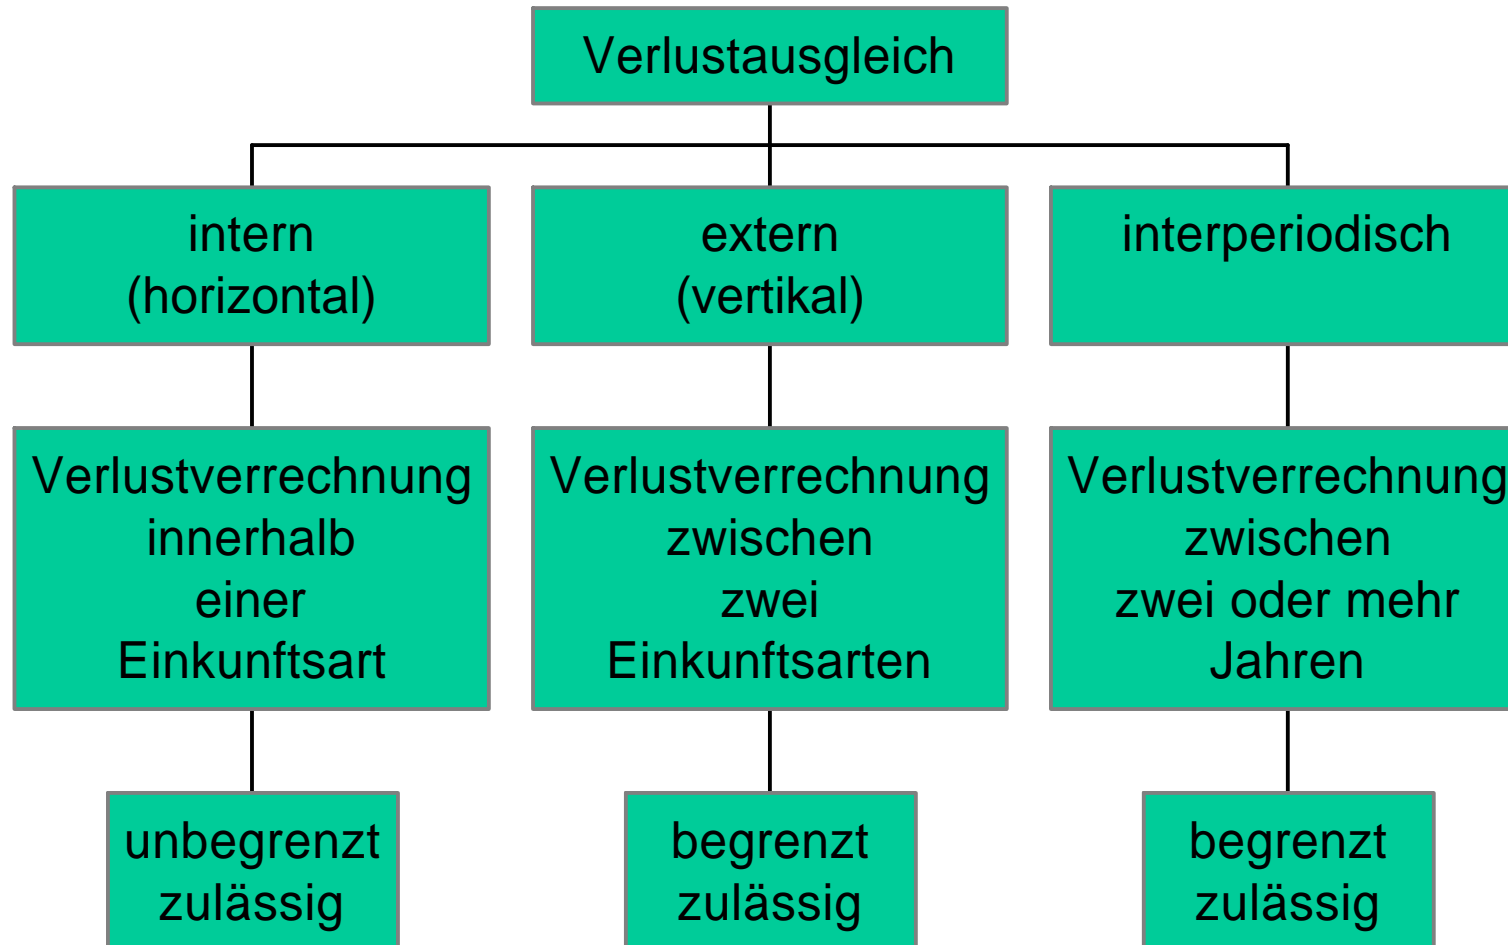 Verlustausgleich
intern
(horizontal)
extern
(vertikal)
interperiodisch
Verlustverrechnung
innerhalb
einer
Einkunftsart
Verlustverrechnung
zwischen
zwei
Einkunftsarten
Verlustverrechnung
zwischen
zwei oder mehr
Jahren
unbegrenzt
zulässig
begrenzt
zulässig
begrenzt
zulässig